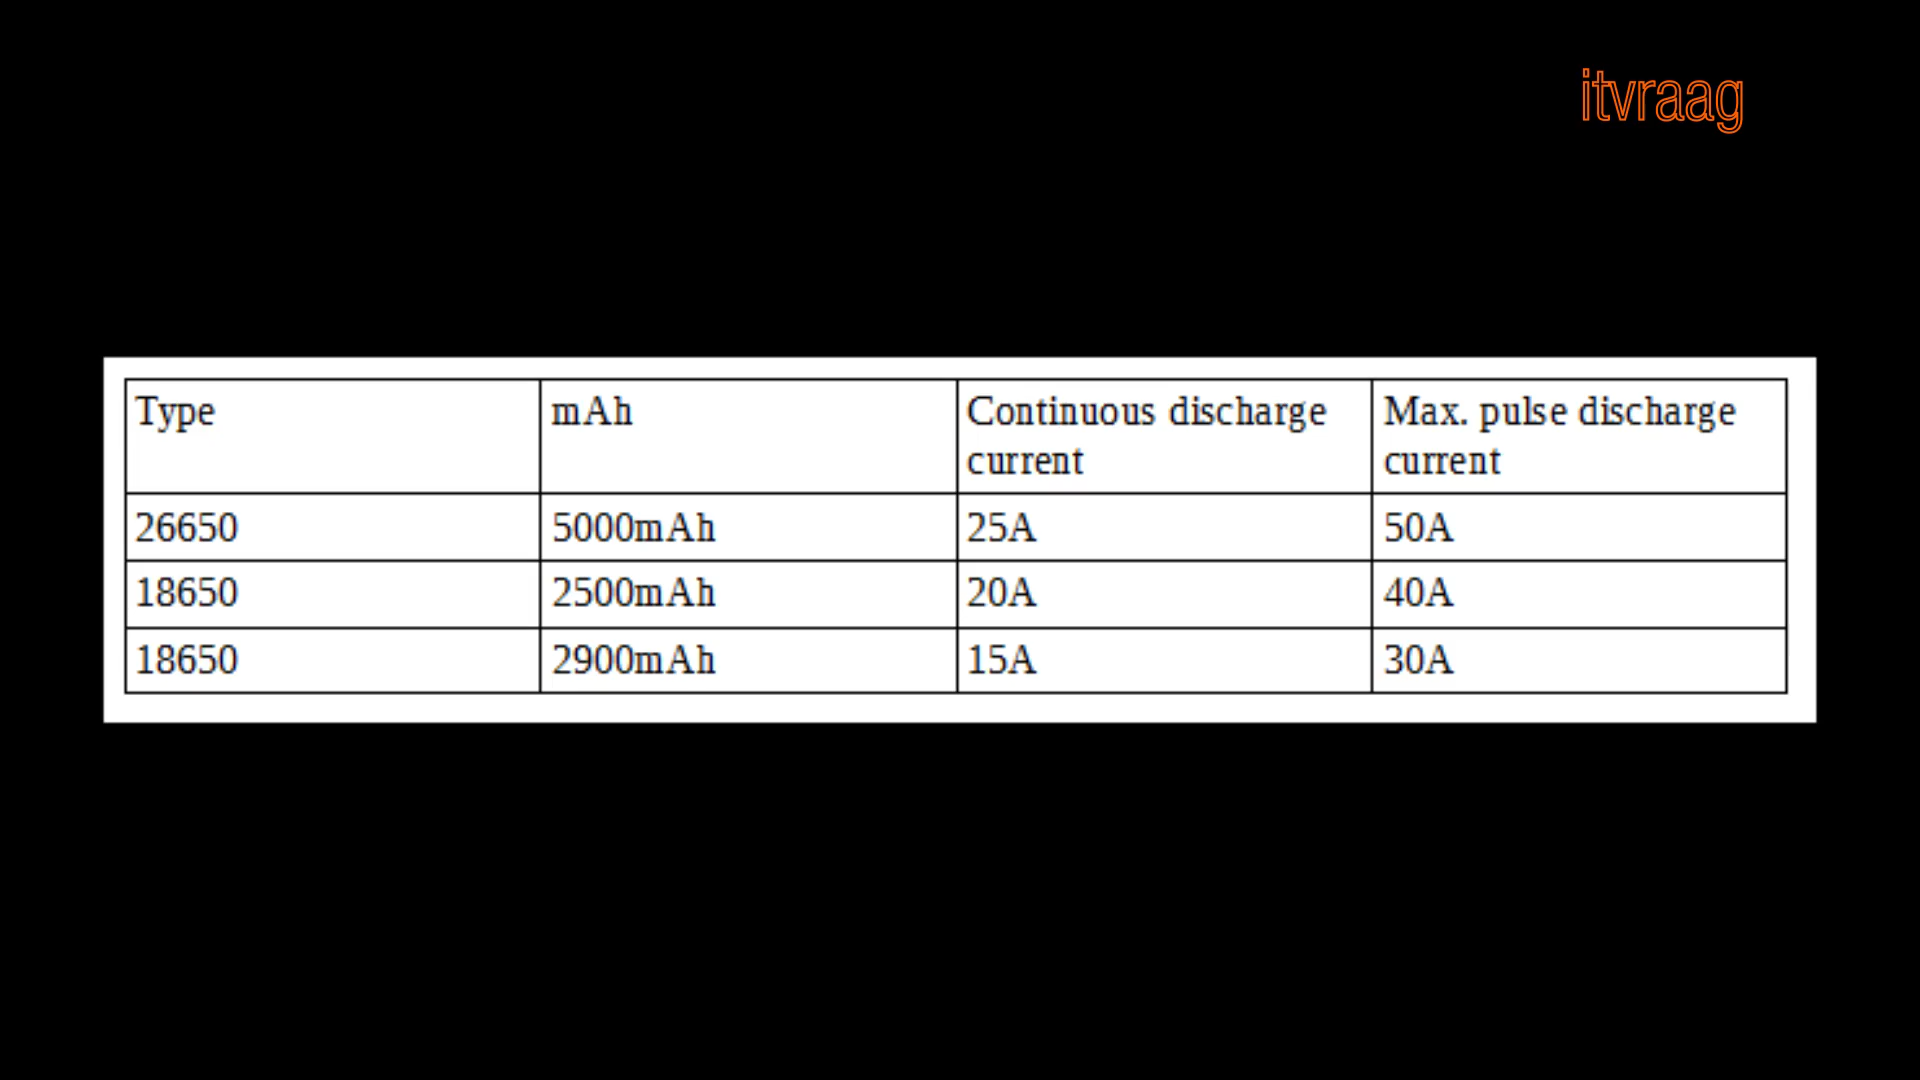 itvraag
Type mAh Continuous discharge current Max. pulse discharge current
26650 5000mAh 25A 50A
18650 2500mAh 20A 40A
18650 2900mAh 15A 30A